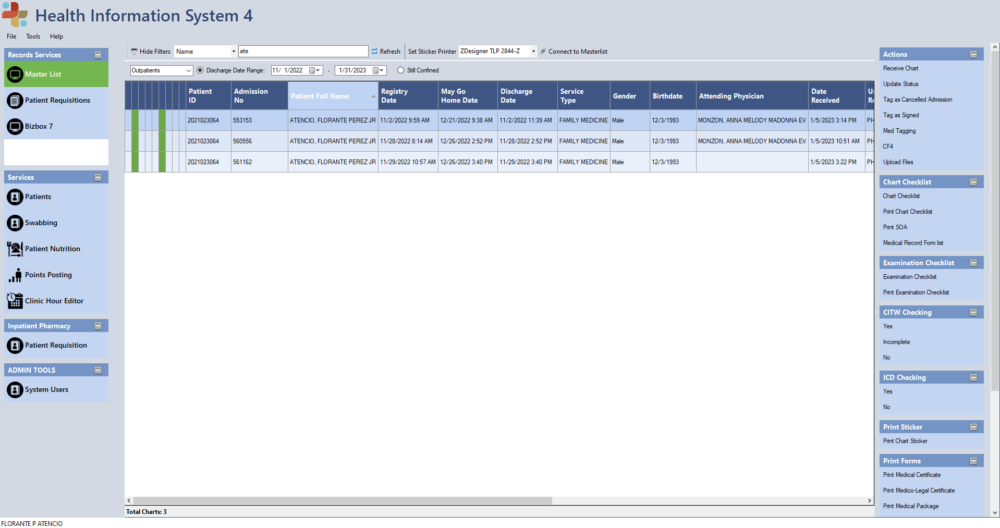 Health Information System 4
File Tools Help
Records Services
Master List
Patient Requisitions
Bizbox 7
Services
Patients
Swabbing
Patient Nutrition
Points Posting
Clinic Hour Editor
Inpatient Pharmacy
Patient Requisition
ADMIN TOOLS
System Users
Hide Filters Name ate Refresh Set Sticker Printer ZDesigner TLP 2844-Z Connect to Masterlist
Outpatients Discharge Date Range: 11/ 1/2022 - 1/31/2023 Still Confined
Patient ID Admission No Patient Full Name Registry Date May Go Home Date Discharge Date Service Type Gender Birthdate Attending Physician Date Received
2021023064 553153 ATENCIO, FLORANTE PEREZ JR 11/2/2022 9:59 AM 12/21/2022 9:38 AM 11/2/2022 11:39 AM FAMILY MEDICINE Male 12/3/1993 MONZON, ANNA MELODY MADONNA EV 1/5/2023 3:14 PM PH
2021023064 560556 ATENCIO, FLORANTE PEREZ JR 11/28/2022 8:14 AM 12/26/2022 2:52 PM 11/28/2022 2:52 PM FAMILY MEDICINE Male 12/3/1993 MONZON, ANNA MELODY MADONNA EV 1/5/2023 10:51 AM PH
2021023064 561162 ATENCIO, FLORANTE PEREZ JR 11/29/2022 10:57 AM 12/26/2022 3:40 PM 11/29/2022 3:40 PM FAMILY MEDICINE Male 12/3/1993 1/5/2023 3:22 PM PH
Total Charts: 3
Actions
Receive Chart
Update Status
Tag as Cancelled Admission
Tag as Signed
Med Tagging
CF4
Upload Files
Chart Checklist
Chart Checklist
Print Chart Checklist
Print SOA
Medical Record Form list
Examination Checklist
Examination Checklist
Print Examination Checklist
CITW Checking
Yes
Incomplete
No
ICD Checking
Yes
No
Print Sticker
Print Chart Sticker
Print Forms
Print Medical Certificate
Print Medico-Legal Certificate
Print Medical Package
FLORANTE P ATENCIO